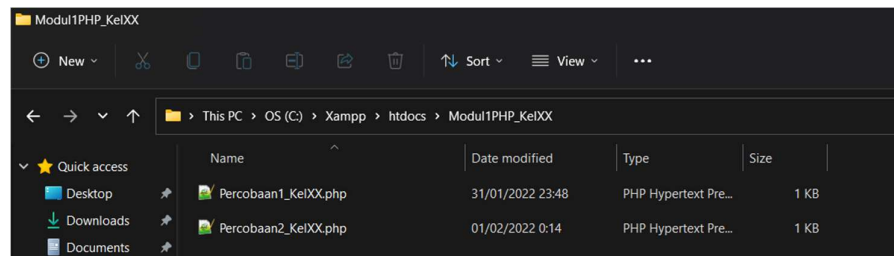 Modul1PHP_KelXX
New Sort View
This PC > OS (C:) > Xampp > htdocs > Modul1PHP_KelXX
Quick access Name Date modified Type Size
Desktop Percobaan1_KelXX.php 31/01/2022 23:48 PHP Hypertext Pre... 1 KB
Downloads Percobaan2_KelXX.php 01/02/2022 0:14 PHP Hypertext Pre... 1 KB
Documents